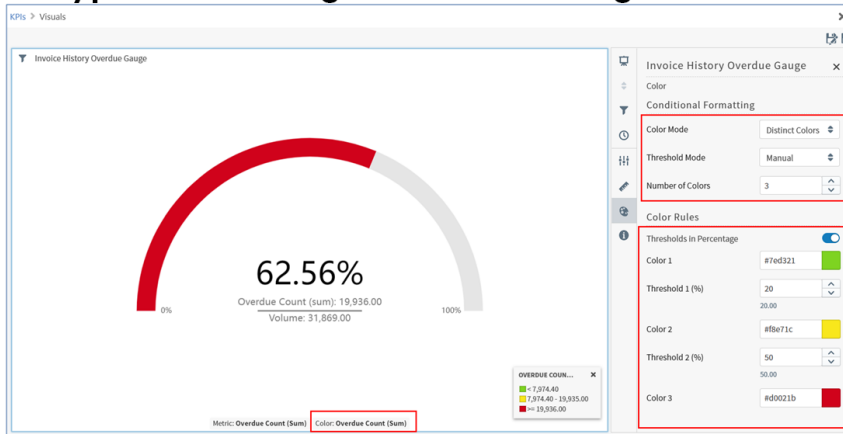 KPIs > Visuals
Invoice History Overdue Gauge
62.56%
Overdue Count (sum): 19,936.00
Volume: 31,869.00
0%
100%
OVERDUE COUN...
< 7,974.40
7,974.40 - 19,935.00
>= 19,936.00
Metric: Overdue Count (Sum) Color: Overdue Count (Sum)
Invoice History Overdue Gauge
Color
Conditional Formatting
Color Mode Distinct Colors
Threshold Mode Manual
Number of Colors 3
Color Rules
Thresholds in Percentage
Color 1 #7ed321
Threshold 1 (%) 20
20.00
Color 2 #f8e71c
Threshold 2 (%) 50
50.00
Color 3 #d0021b